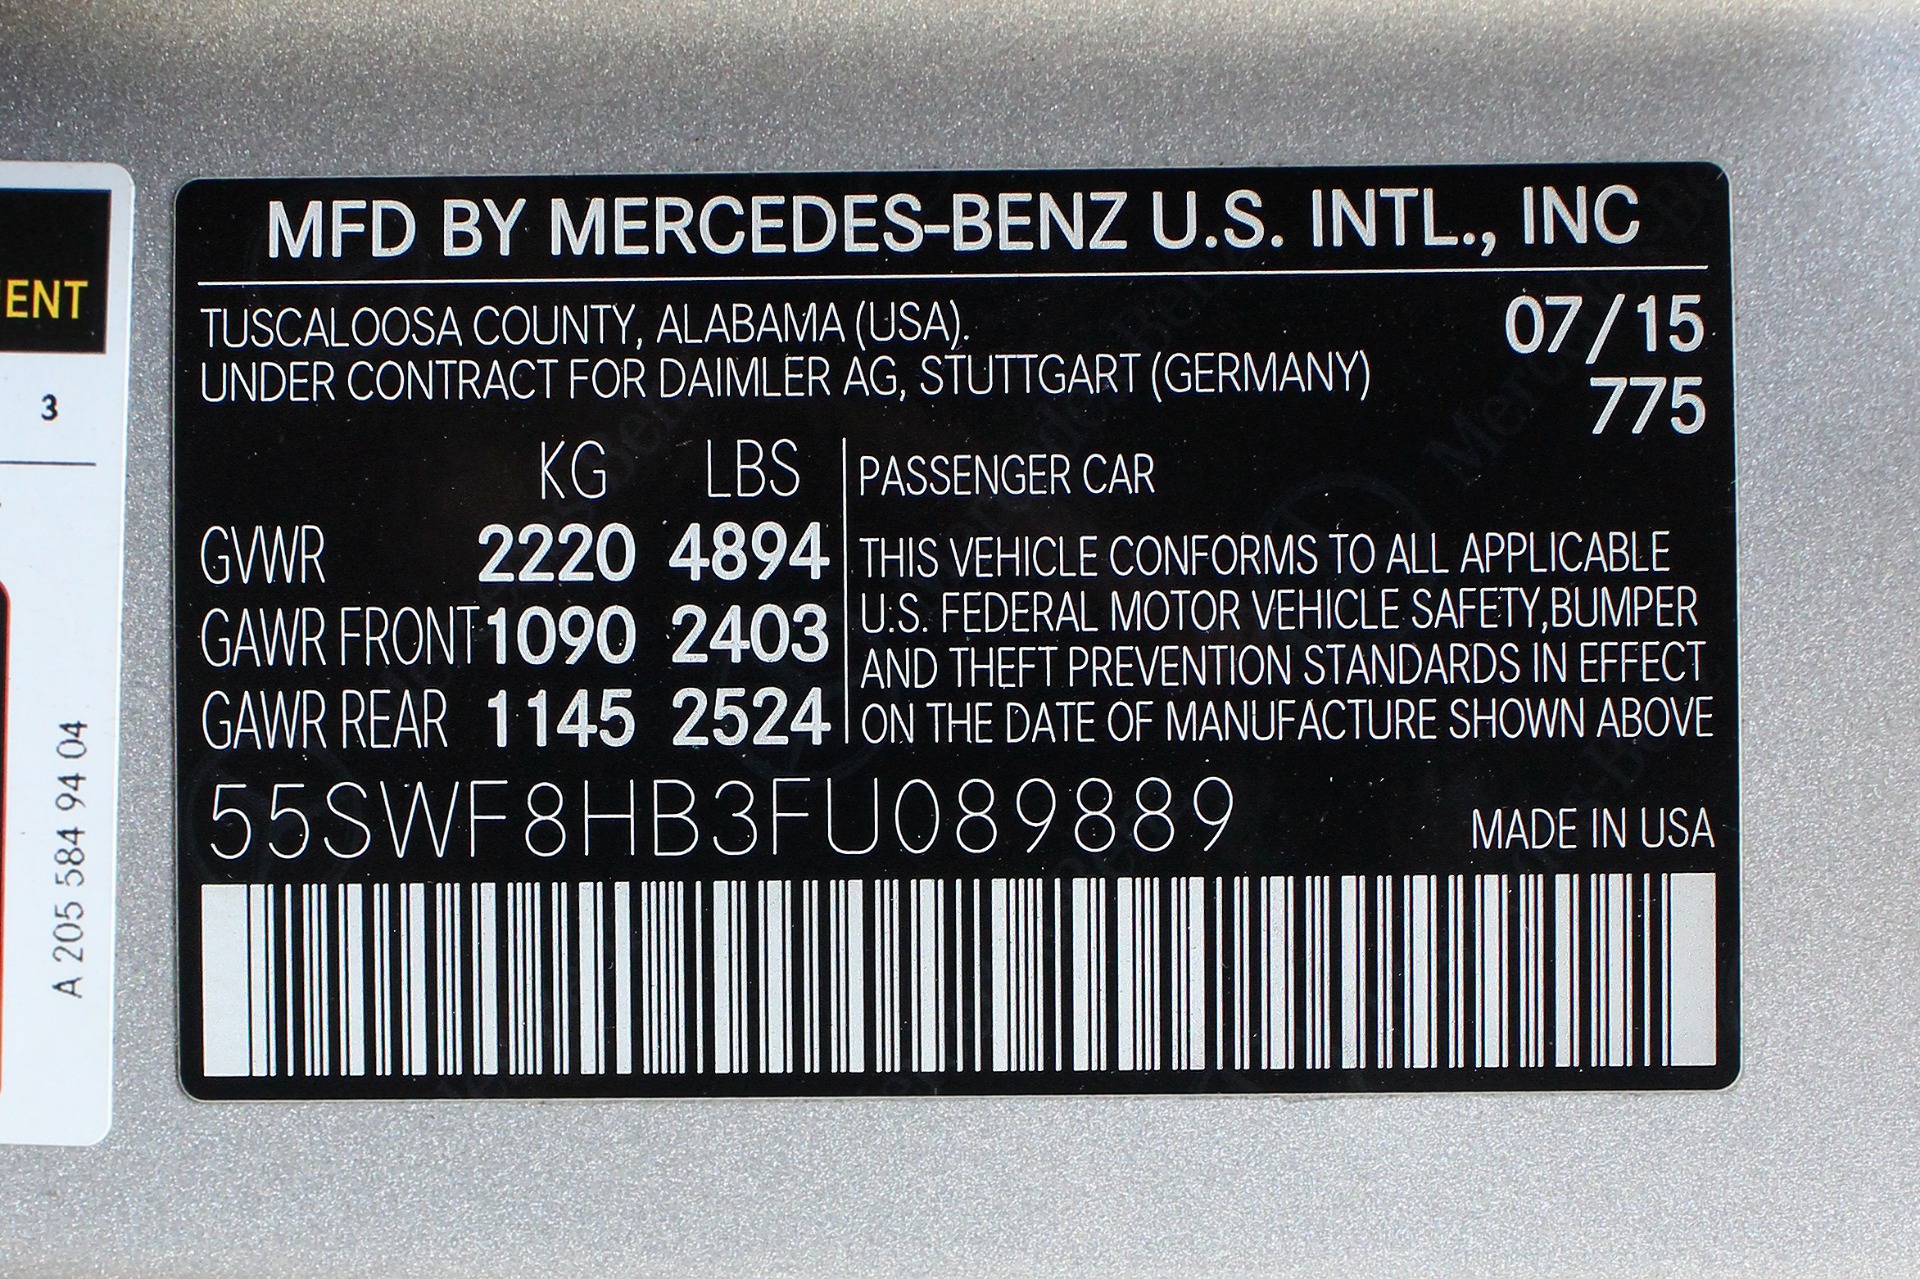 ENT
3
A 205 584 94 04
MFD BY MERCEDES-BENZ U.S. INTL., INC
TUSCALOOSA COUNTY, ALABAMA (USA).
UNDER CONTRACT FOR DAIMLER AG, STUTTGART (GERMANY)
07/15
775
KG LBS
GVWR 2220 4894
GAWR FRONT 1090 2403
GAWR REAR 1145 2524
PASSENGER CAR
THIS VEHICLE CONFORMS TO ALL APPLICABLE
U.S. FEDERAL MOTOR VEHICLE SAFETY,BUMPER
AND THEFT PREVENTION STANDARDS IN EFFECT
ON THE DATE OF MANUFACTURE SHOWN ABOVE
55SWF8HB3FU089889
MADE IN USA